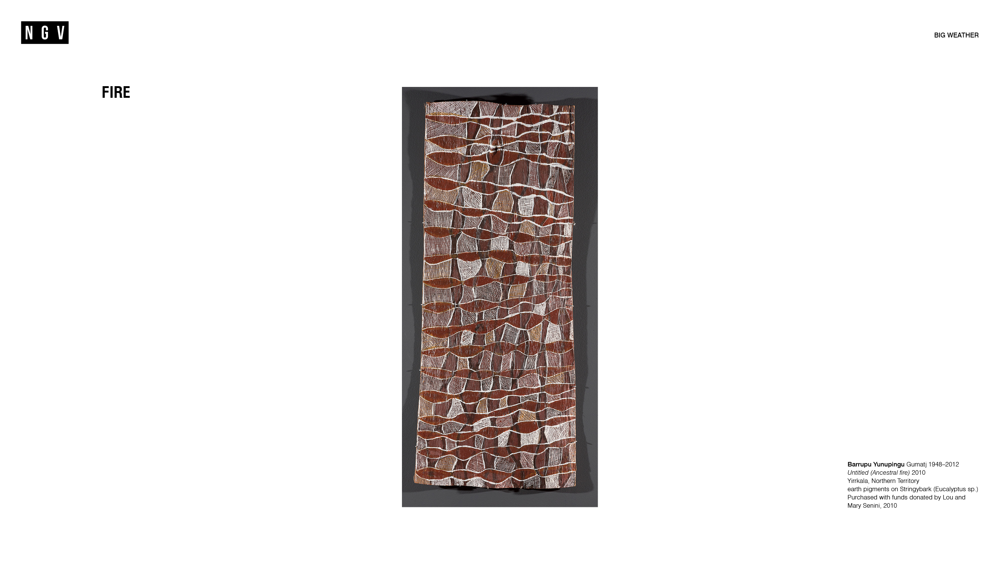 NGV
BIG WEATHER
FIRE
Barrupu Yunupingu Gumatj 1948–2012
Untitled (Ancestral fire) 2010
Yirrkala, Northern Territory
earth pigments on Stringybark (Eucalyptus sp.)
Purchased with funds donated by Lou and
Mary Senini, 2010